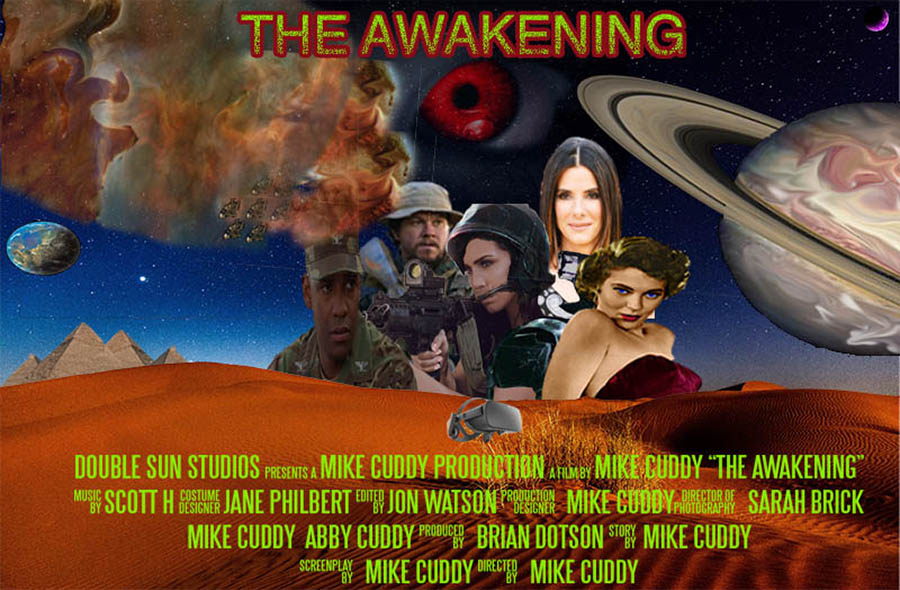 THE AWAKENING
DOUBLE SUN STUDIOS PRESENTS A MIKE CUDDY PRODUCTION A FILM BY MIKE CUDDY “THE AWAKENING”
MUSIC BY SCOTT H COSTUME DESIGNER JANE PHILBERT EDITED BY JON WATSON PRODUCTION DESIGNER MIKE CUDDY DIRECTOR OF PHOTOGRAPHY SARAH BRICK
MIKE CUDDY ABBY CUDDY PRODUCED BY BRIAN DOTSON STORY BY MIKE CUDDY
SCREENPLAY BY MIKE CUDDY DIRECTED BY MIKE CUDDY